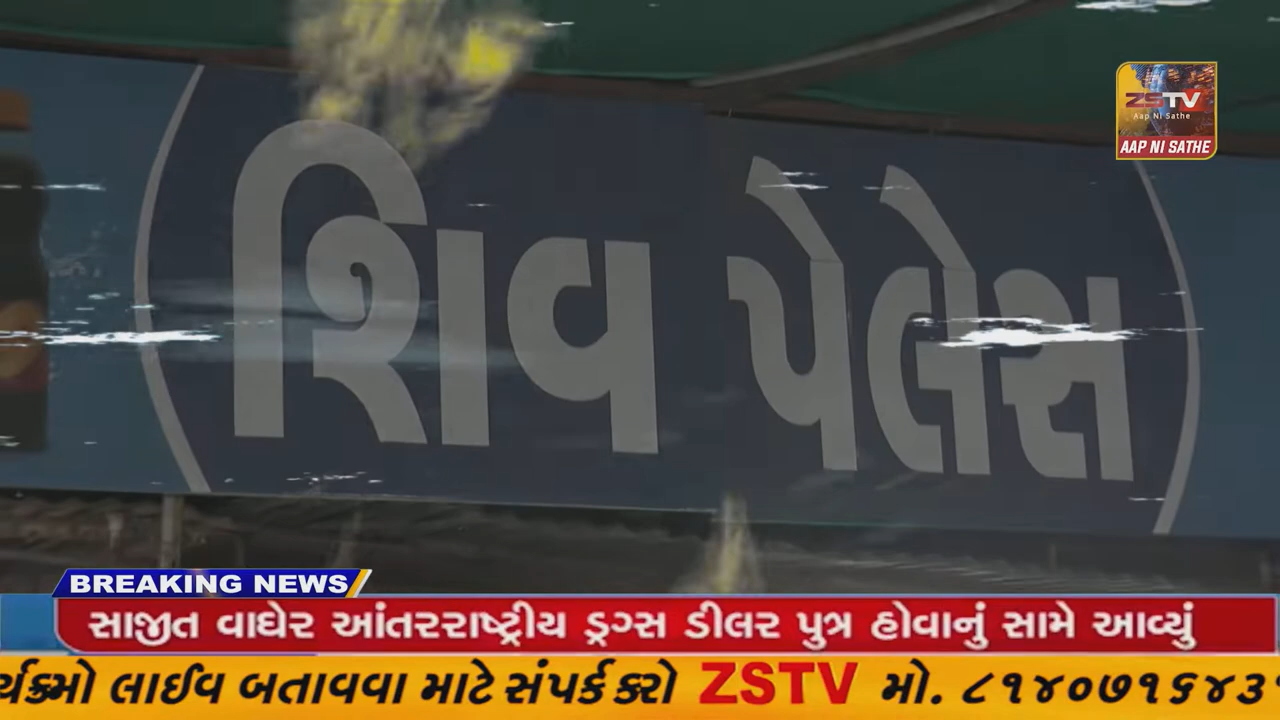 શિવ પેલેસ
ZSTV
Aap Ni Sathe
AAP NI SATHE
BREAKING NEWS
સાજીત વાઘેર આંતરરાષ્ટ્રીય ડ્રગ્સ ડીલર પુત્ર હોવાનું સામે આવ્યું
ર્યક્રમો લાઈવ બતાવવા માટે સંપર્ક કરો ZSTV મો. ૮૧૪૦૭૧૬૪૩